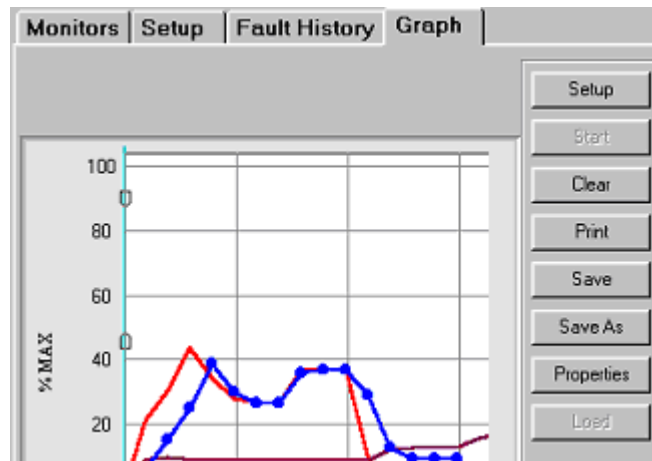 Monitors Setup Fault History Graph
Setup
Start
Clear
Print
Save
Save As
Properties
Load
100
80
60
40
20
% MAX